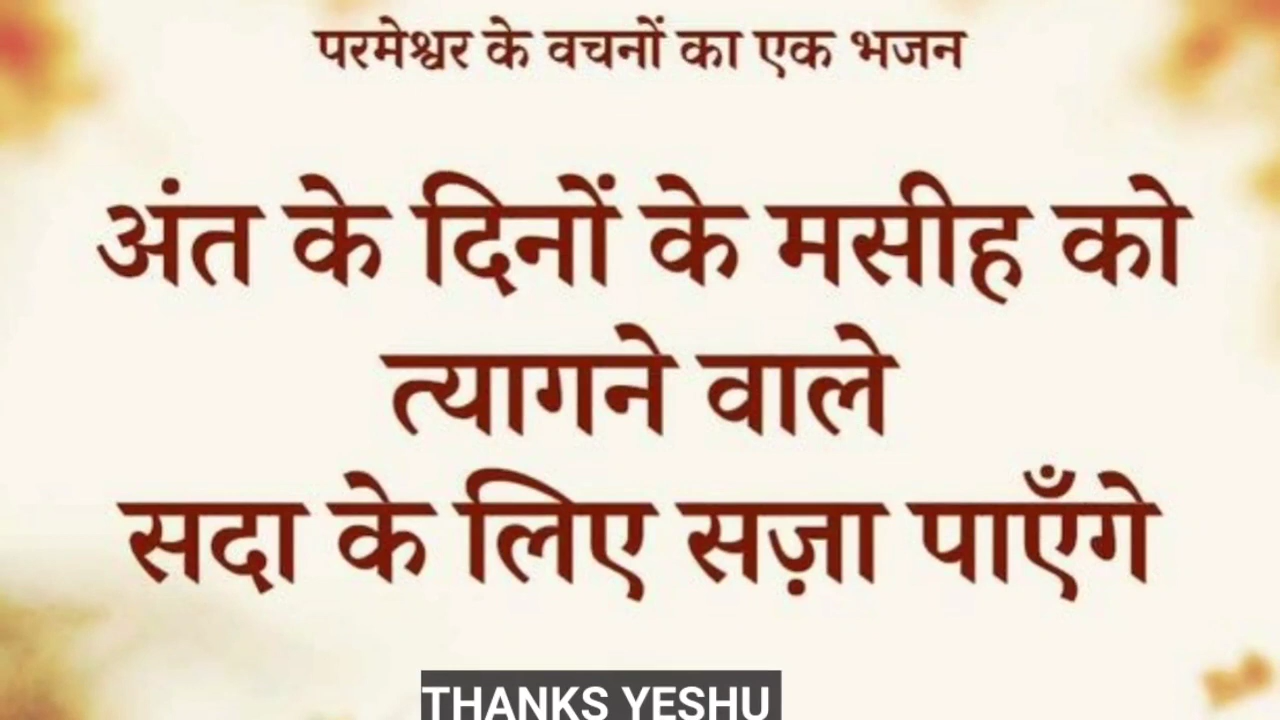 परमेश्वर के वचनों का एक भजन
अंत के दिनों के मसीह को
त्यागने वाले
सदा के लिए सज़ा पाएँगे
THANKS YESHU